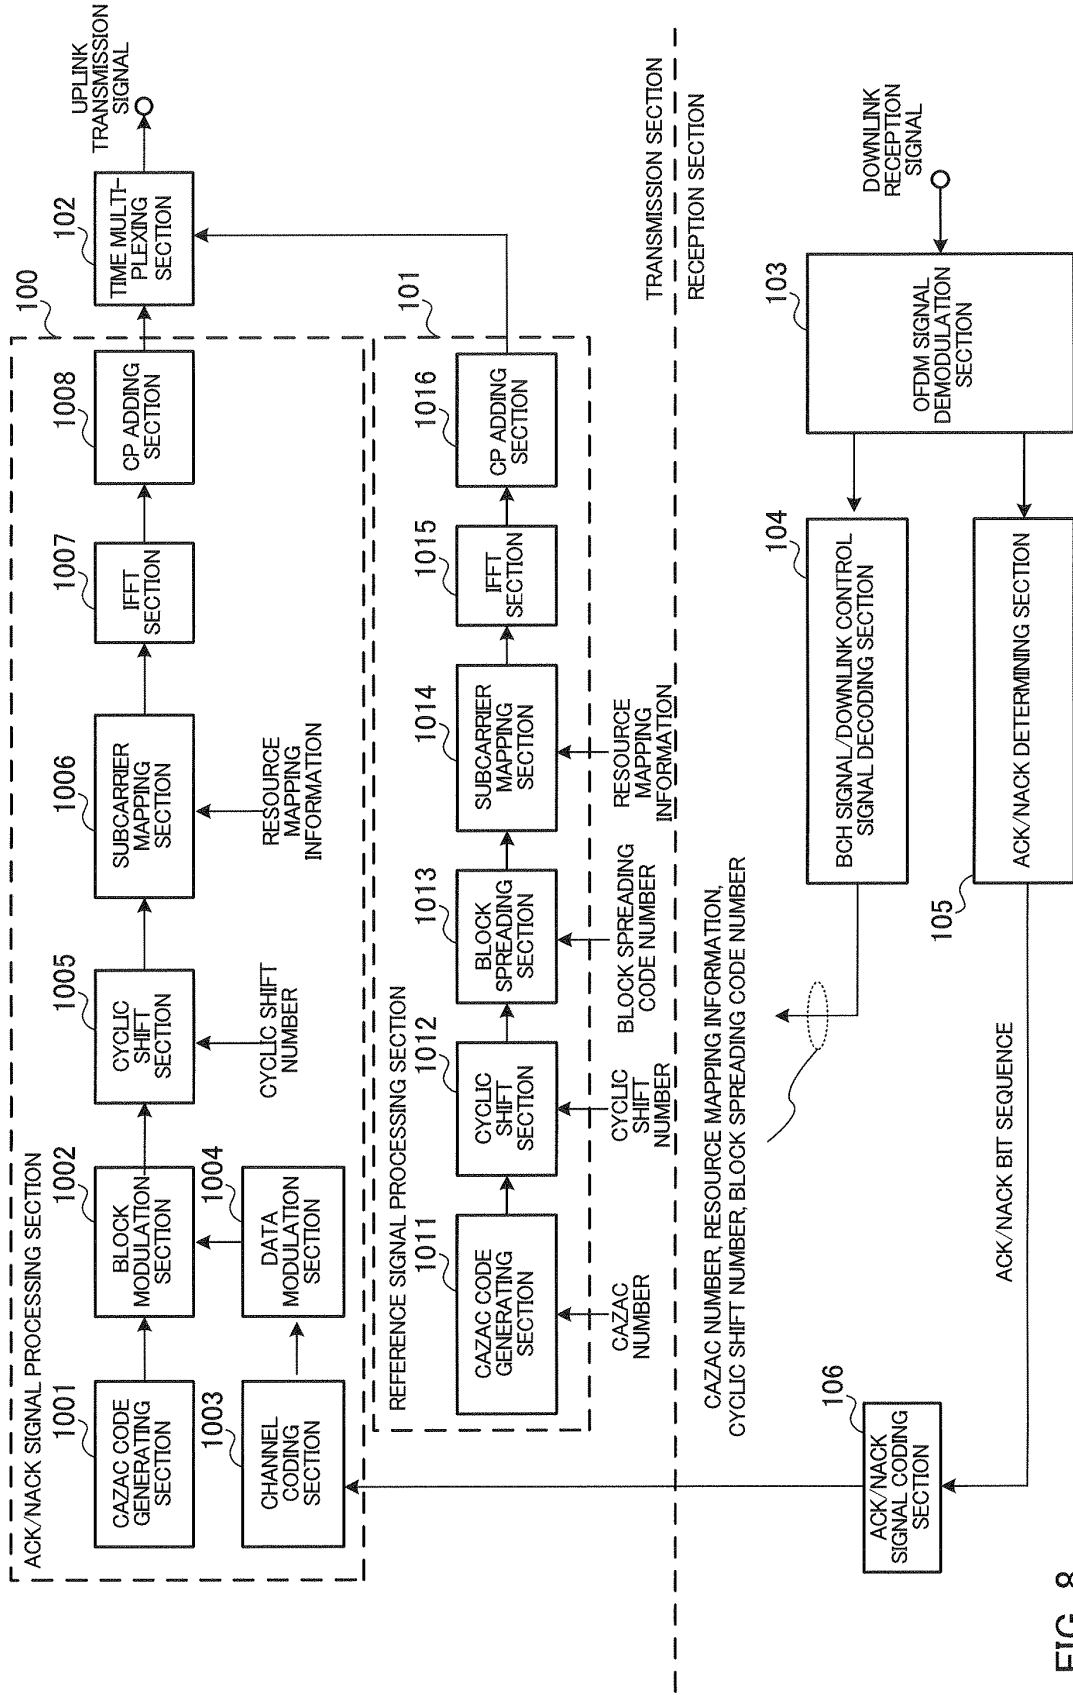 ACK/NACK SIGNAL PROCESSING SECTION
100
1001
CAZAC CODE
GENERATING
SECTION
1002
BLOCK
MODULATION
SECTION
1003
CHANNEL
CODING
SECTION
1004
DATA
MODULATION
SECTION
1005
CYCLIC
SHIFT
SECTION
CYCLIC SHIFT
NUMBER
1006
SUBCARRIER
MAPPING
SECTION
RESOURCE
MAPPING
INFORMATION
1007
IFFT
SECTION
1008
CP ADDING
SECTION
102
TIME MULTI-
PLEXING
SECTION
UPLINK
TRANSMISSION
SIGNAL
REFERENCE SIGNAL PROCESSING SECTION
101
1011
CAZAC CODE
GENERATING
SECTION
CAZAC
NUMBER
1012
CYCLIC
SHIFT
SECTION
CYCLIC
SHIFT
NUMBER
1013
BLOCK
SPREADING
SECTION
BLOCK SPREADING
CODE NUMBER
1014
SUBCARRIER
MAPPING
SECTION
RESOURCE
MAPPING
INFORMATION
1015
IFFT
SECTION
1016
CP ADDING
SECTION
TRANSMISSION SECTION
RECEPTION SECTION
CAZAC NUMBER, RESOURCE MAPPING INFORMATION,
CYCLIC SHIFT NUMBER, BLOCK SPREADING CODE NUMBER
103
OFDM SIGNAL
DEMODULATION
SECTION
DOWNLINK
RECEPTION
SIGNAL
104
BCH SIGNAL/DOWNLINK CONTROL
SIGNAL DECODING SECTION
105
ACK/NACK DETERMINING SECTION
ACK/NACK BIT SEQUENCE
106
ACK/NACK
SIGNAL CODING
SECTION
FIG. 8